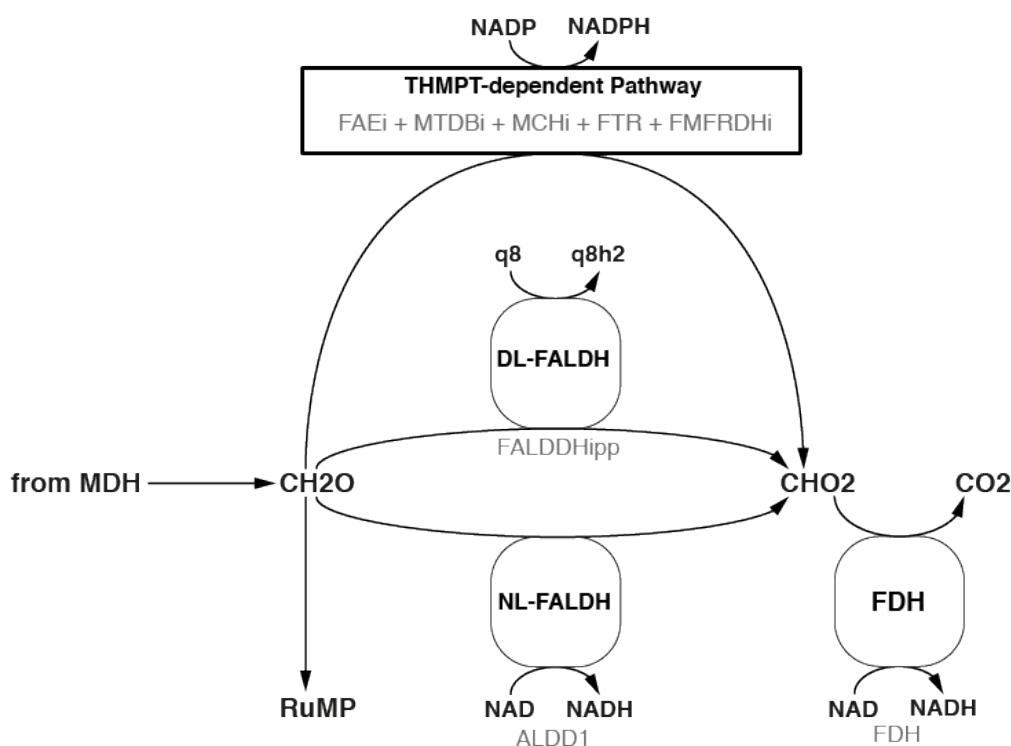 NADP NADPH
THMPT-dependent Pathway
FAEi + MTDBi + MCHi + FTR + FMFRDHi
q8 q8h2
DL-FALDH
FALDDHipp
from MDH CH2O CHO2 CO2
NL-FALDH FDH
RuMP NAD NADH NAD NADH
ALDD1 FDH